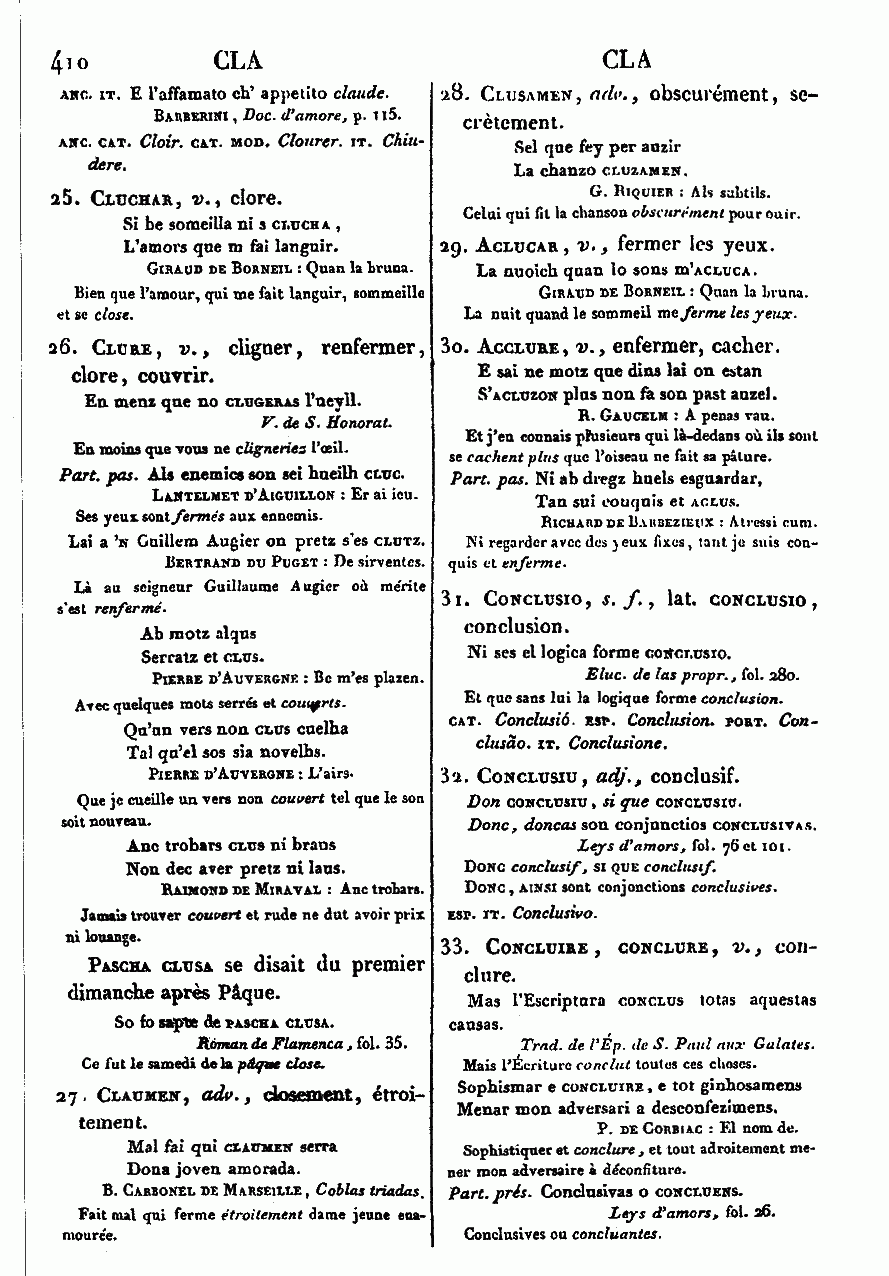 410 CLA CLA
ANC. IT. E l'affamato ch' appetito claude.
BARBERINI, Doc. d'amore, p. 115.
ANC. CAT. Cloir. CAT. MOD. Clourer. IT. Chiu-
dere.
25. CLUCHAR, v., clore.
Si be someilla ni s CLUCHA,
L'amors que m fai languir.
GIRAUD DE BORNEIL : Quan la bruna.
Bien que l'amour, qui me fait languir, sommeille
et se close.
26. CLURE, v., cligner, renfermer,
clore, couvrir.
En menz que no CLUGERAS l'ueyll.
V. de S. Honorat.
En moins que vous ne cligneriez l'œil.
Part. pas. Als enemics son sei hueilh CLUC.
LANTELMET D'AIGUILLON : Er ai ieu.
Ses yeux sont fermés aux ennemis.
Lai a 'N Guillem Augier on pretz s'es CLUTZ.
BERTRAND DU PUGET : De sirventes.
Là au seigneur Guillaume Augier où mérite
s'est renfermé.
Ab motz alqus
Serratz et CLUS.
PIERRE D'AUVERGNE : Be m'es plazen.
Avec quelques mots serrés et couverts.
Qu'un vers non CLUS cuelha
Tal qu'el sos sia novelhs.
PIERRE D'AUVERGNE : L'airs.
Que je cueille un vers non couvert tel que le son
soit nouveau.
Anc trobars CLUS ni braus
Non dec aver pretz ni laus.
RAIMOND DE MIRAVAL : Anc trobars.
Jamais trouver couvert et rude ne dut avoir prix
ni louange.
PASCHA CLUSA se disait du premier
dimanche après Pâque.
So fo sapte de PASCHA CLUSA.
Roman de Flamenca, fol. 35.
Ce fut le samedi de la pâque close.
27. CLAUMEN, adv., closement, étroi-
tement.
Mal fai qui CLAUMEN serra
Dona joven amorada.
B. CARBONEL DE MARSEILLE, Coblas triadas.
Fait mal qui ferme étroitement dame jeune ena-
mourée.
28. CLUSAMEN, adv., obscurément, se-
crètement.
Sel que fey per auzir
La chanzo CLUZAMEN.
G. RIQUIER : Als subtils.
Celui qui fit la chanson obscurément pour ouir.
29. ACLUCAR, v., fermer les yeux.
La nuoich quan lo sons m'ACLUCA.
GIRAUD DE BORNEIL : Quan la bruna.
La nuit quand le sommeil me ferme les yeux.
30. ACCLURE, v., enfermer, cacher.
E sai ne motz que dins lai on estan
S'ACLUZON plus non fa son past auzel.
R. GAUCELM : A penas vau.
Et j'en connais plusieurs qui là-dedans où ils sont
se cachent plus que l'oiseau ne fait sa pâture.
Part. pas. Ni ab dregz huels esguardar,
Tan sui couquis et ACLUS.
RICHARD DE BARBEZIEUX : Atressi cum.
Ni regarder avec des yeux fixes, tant je suis con-
quis et enferme.
31. CONCLUSIO, s. f., lat. CONCLUSIO,
conclusion.
Ni ses el logica forme CONCLUSIO.
Eluc. de las propr., fol. 280.
Et que sans lui la logique forme conclusion.
CAT. Conclusió. ESP. Conclusion. PORT. Con-
clusão. IT. Conclusione.
32. CONCLUSIU, adj., conclusif.
Don CONCLUSIU, si que CONCLUSIU.
Donc, doncas son conjonctios CONCLUSIVAS.
Leys d'amors, fol. 76 et 101.
DONC conclusif, SI QUE conclusif.
DONC, AINSI sont conjonctions conclusives.
ESP. IT. Conclusivo.
33. CONCLUIRE, CONCLURE, v., con-
clure.
Mas l'Escriptura CONCLUS totas aquestas
causas.
Trad. de l'Ép. de S. Paul aux Galates.
Mais l'Écriture conclut toutes ces choses.
Sophismar e CONCLUIRE, e tot ginhosamens
Menar mon adversari a desconfezimens.
P. DE CORBIAC : El nom de.
Sophistiquer et conclure, et tout adroitement me-
ner mon adversaire à déconfiture.
Part. prés. Conclusivas o CONCLUENS.
Leys d'amors, fol. 26.
Conclusives ou concluantes.